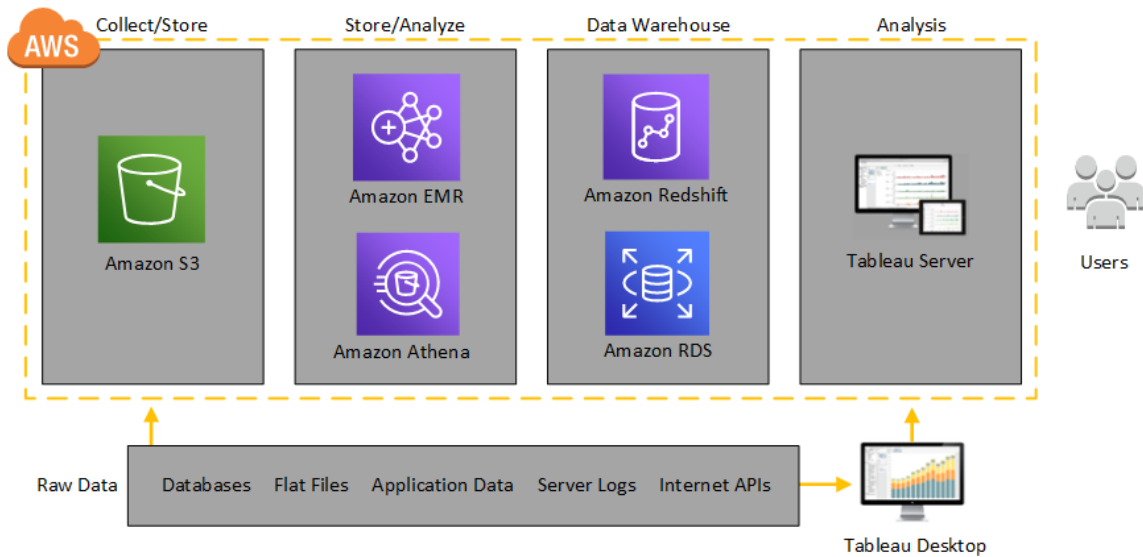 AWS
Collect/Store
Store/Analyze
Data Warehouse
Analysis
Amazon S3
Amazon EMR
Amazon Athena
Amazon Redshift
Amazon RDS
Tableau Server
Users
Raw Data
Databases
Flat Files
Application Data
Server Logs
Internet APIs
Tableau Desktop